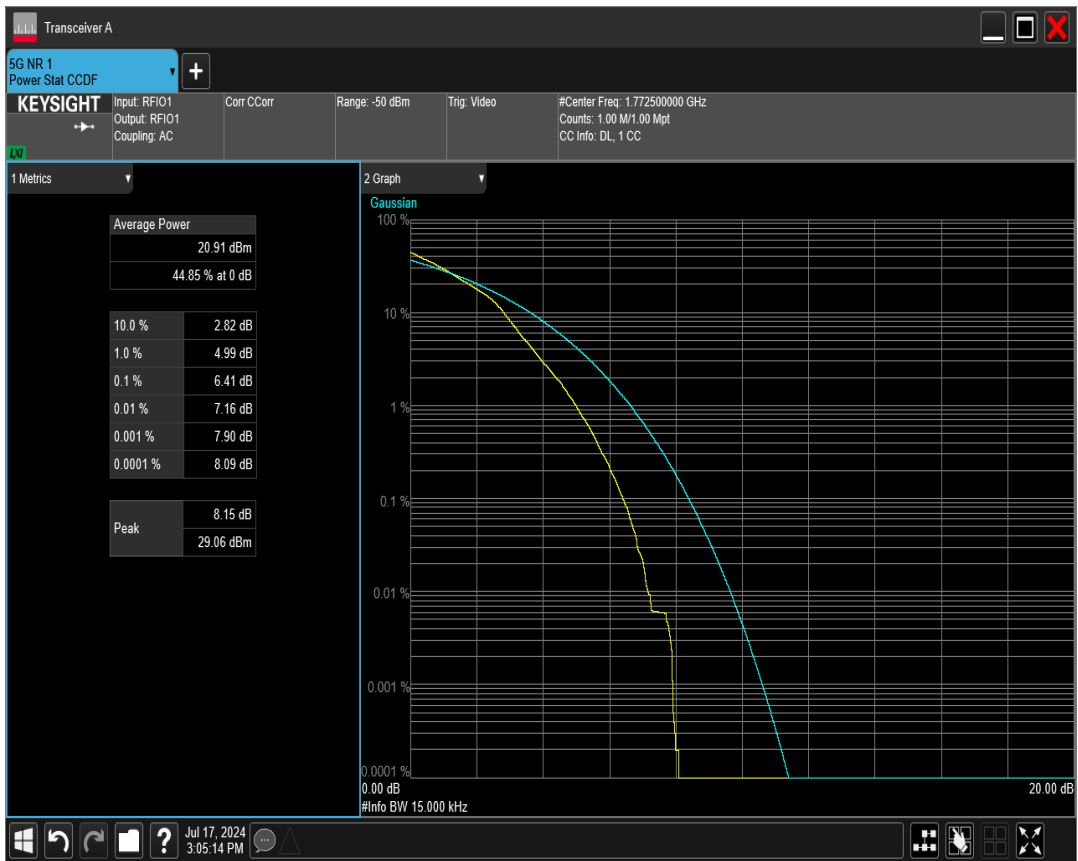 Transceiver A
5G NR 1
Power Stat CCDF
KEYSIGHT
LXI
Input: RFIO1
Output: RFIO1
Coupling: AC
Corr CCorr
Range: -50 dBm
Trig: Video
#Center Freq: 1.772500000 GHz
Counts: 1.00 M/1.00 Mpt
CC Info: DL, 1 CC
1 Metrics
Average Power
20.91 dBm
44.85 % at 0 dB
10.0 % 2.82 dB
1.0 % 4.99 dB
0.1 % 6.41 dB
0.01 % 7.16 dB
0.001 % 7.90 dB
0.0001 % 8.09 dB
Peak
8.15 dB
29.06 dBm
2 Graph
Gaussian
100 %
10 %
1 %
0.1 %
0.01 %
0.001 %
0.0001 %
0.00 dB
20.00 dB
#Info BW 15.000 kHz
?
Jul 17, 2024
3:05:14 PM